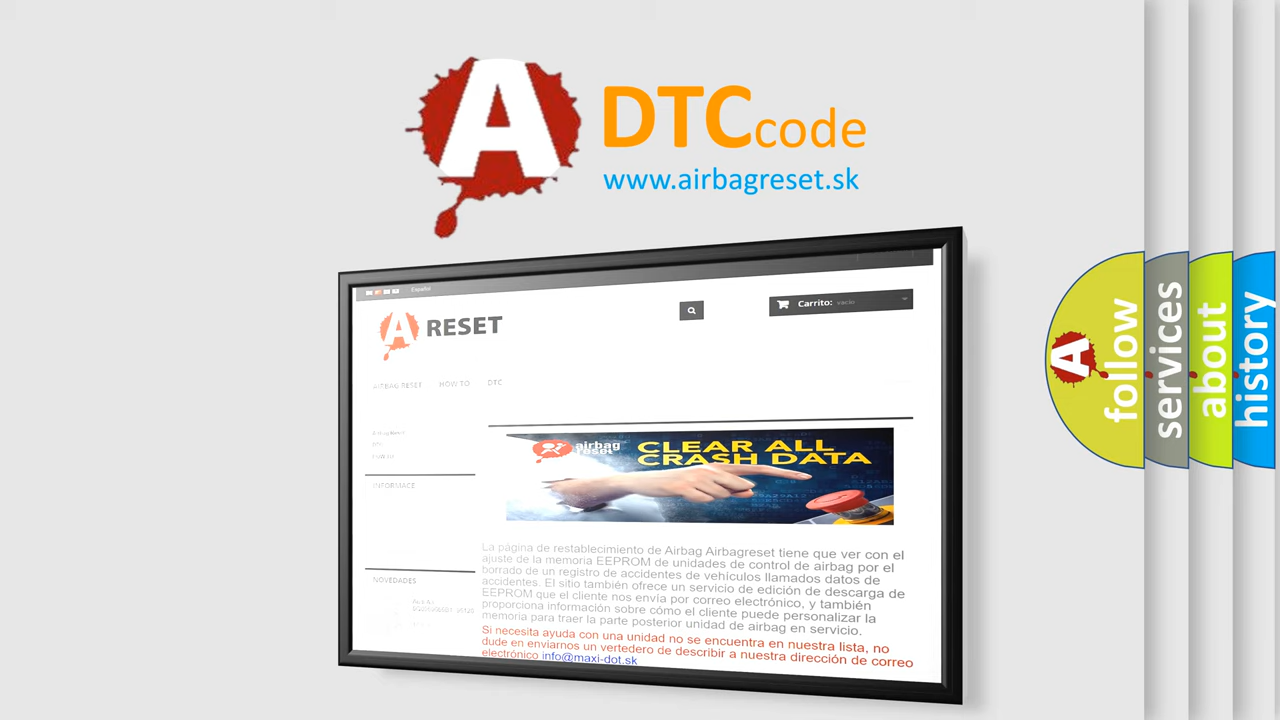 A
DTC code
www.airbagreset.sk
Español
A RESET
Carrito: vacío
AIRBAG RESET HOW TO DTC
INFORMACE
airbag
reset
CLEAR ALL
CRASH DATA
La página de restablecimiento de Airbag Airbagreset tiene que ver con el
ajuste de la memoria EEPROM de unidades de control de airbag por el
borrado de un registro de accidentes de vehículos llamados datos de
accidentes. El sitio también ofrece un servicio de edición de descarga de
EEPROM que el cliente nos envía por correo electrónico, y también
proporciona información sobre cómo el cliente puede personalizar la
memoria para traer la parte posterior unidad de airbag en servicio.
Si necesita ayuda con una unidad no se encuentra en nuestra lista, no
dude en enviarnos un vertedero de describir a nuestra dirección de correo
electrónico info@maxi-dot.sk
NOVEDADES
A
follow
services
about
history